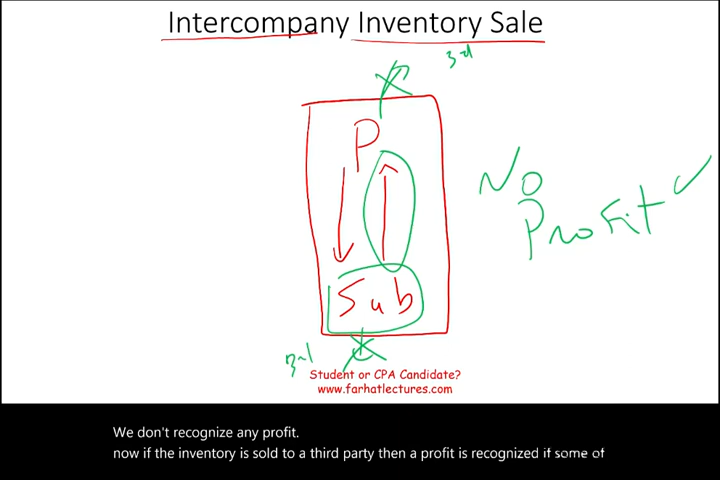 Intercompany Inventory Sale
3rd
P
No
Profit
Sub
3rd
Student or CPA Candidate?
www.farhatlectures.com
We don't recognize any profit.
now if the inventory is sold to a third party then a profit is recognized if some of